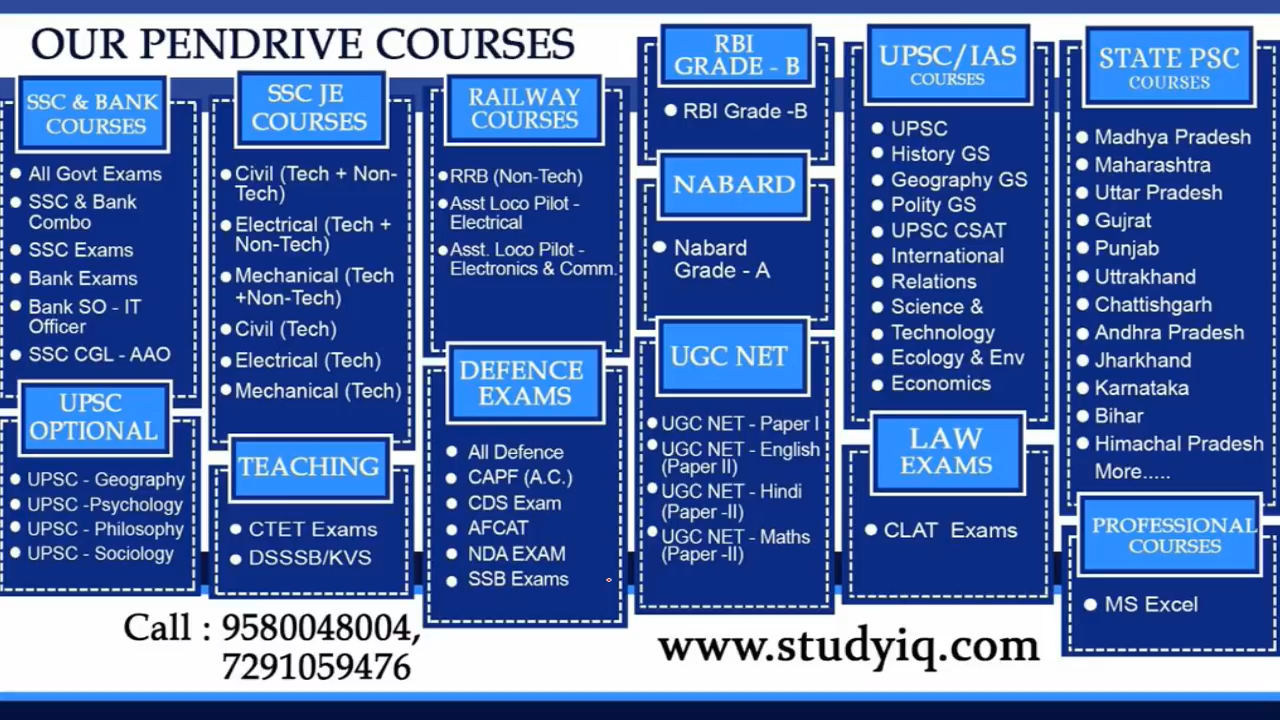 OUR PENDRIVE COURSES
SSC & BANK
COURSES
All Govt Exams
SSC & Bank
Combo
SSC Exams
Bank Exams
Bank SO - IT
Officer
SSC CGL - AAO
UPSC
OPTIONAL
UPSC - Geography
UPSC -Psychology
UPSC - Philosophy
UPSC - Sociology
SSC JE
COURSES
Civil (Tech + Non-
Tech)
Electrical (Tech +
Non-Tech)
Mechanical (Tech
+Non-Tech)
Civil (Tech)
Electrical (Tech)
Mechanical (Tech)
TEACHING
CTET Exams
DSSSB/KVS
RAILWAY
COURSES
RRB (Non-Tech)
Asst Loco Pilot -
Electrical
Asst. Loco Pilot -
Electronics & Comm.
DEFENCE
EXAMS
All Defence
CAPF (A.C.)
CDS Exam
AFCAT
NDA EXAM
SSB Exams
RBI
GRADE - B
RBI Grade -B
NABARD
Nabard
Grade - A
UGC NET
UGC NET - Paper I
UGC NET - English
(Paper II)
UGC NET - Hindi
(Paper -II)
UGC NET - Maths
(Paper -II)
UPSC/IAS
COURSES
UPSC
History GS
Geography GS
Polity GS
UPSC CSAT
International
Relations
Science &
Technology
Ecology & Env
Economics
LAW
EXAMS
CLAT Exams
STATE PSC
COURSES
Madhya Pradesh
Maharashtra
Uttar Pradesh
Gujrat
Punjab
Uttrakhand
Chattishgarh
Andhra Pradesh
Jharkhand
Karnataka
Bihar
Himachal Pradesh
More.....
PROFESSIONAL
COURSES
MS Excel
Call : 9580048004,
7291059476
www.studyiq.com